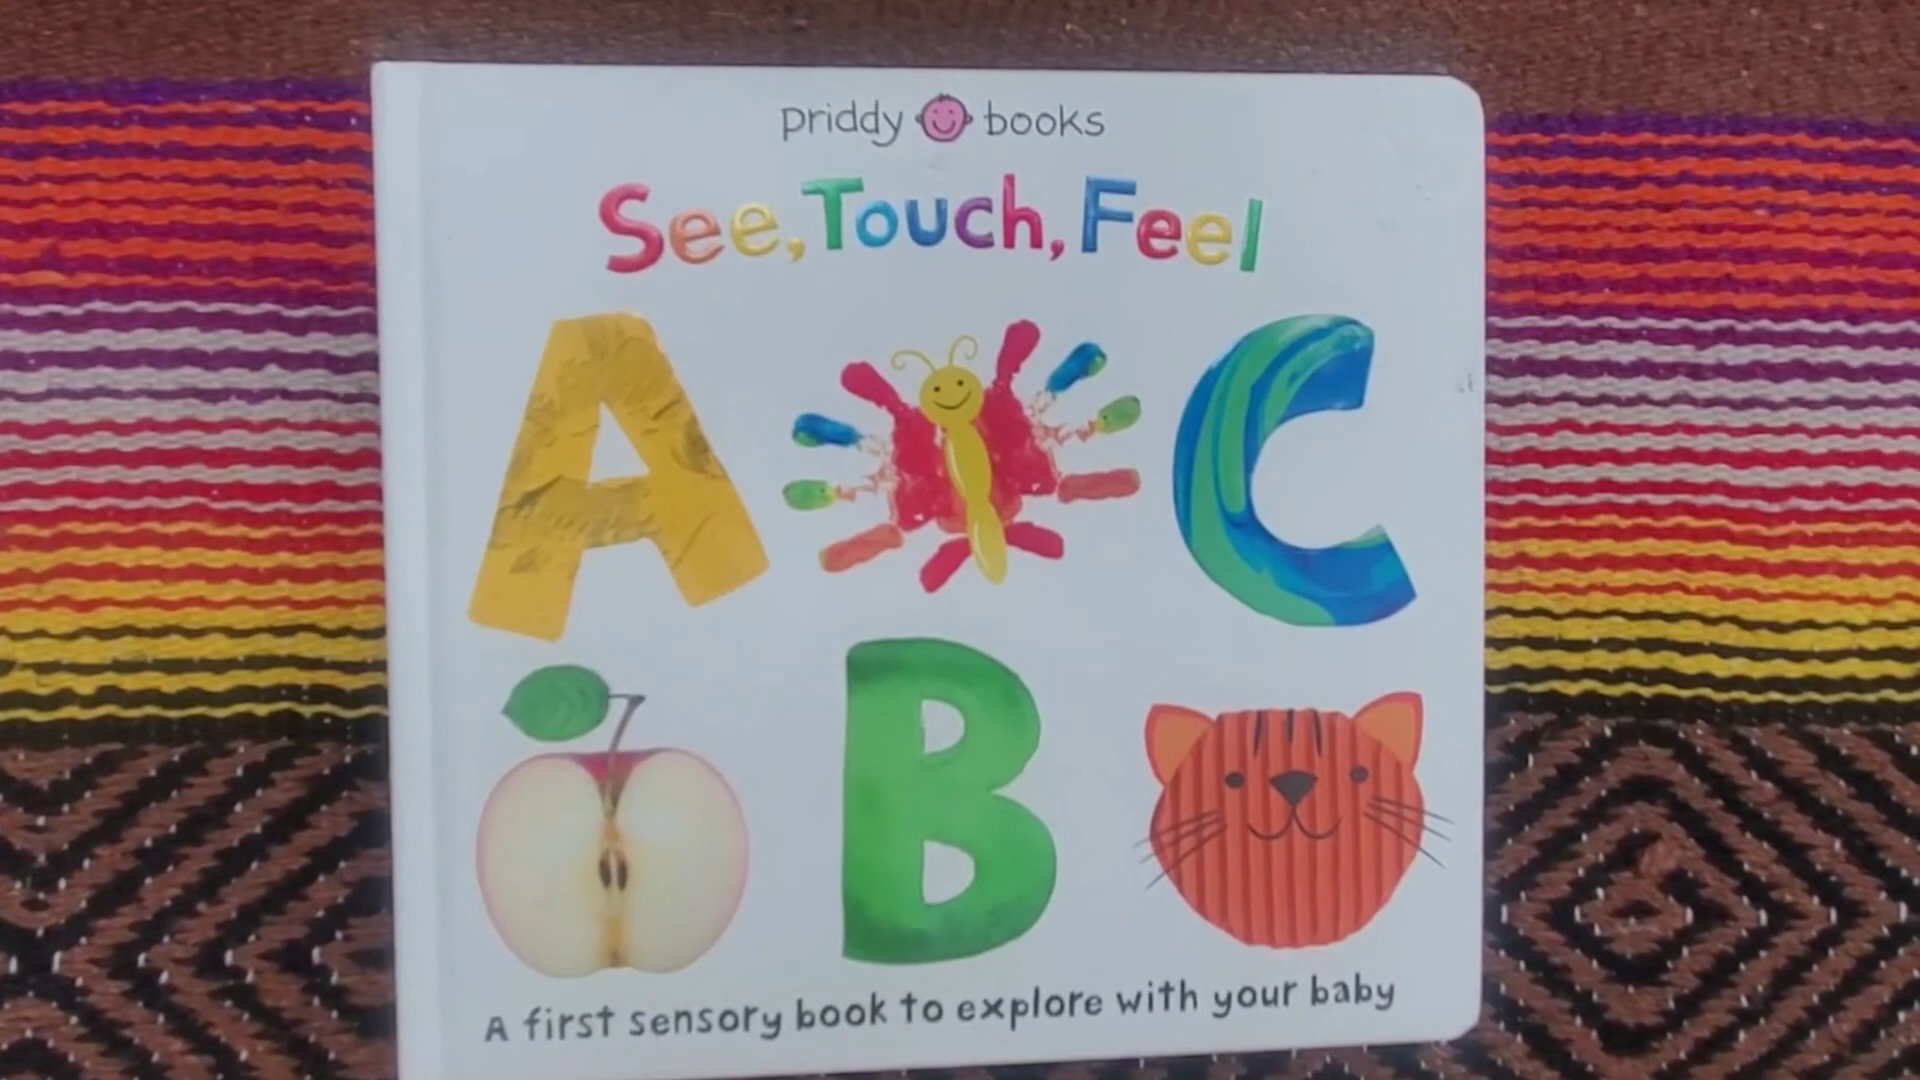 priddy books
See, Touch, Feel
A C
B
A first sensory book to explore with your baby